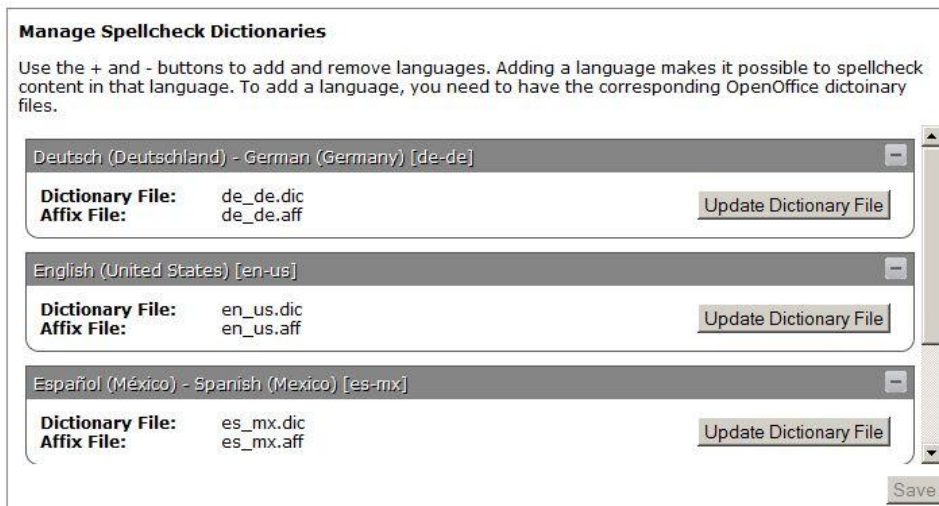 Manage Spellcheck Dictionaries
Use the + and - buttons to add and remove languages. Adding a language makes it possible to spellcheck
content in that language. To add a language, you need to have the corresponding OpenOffice dictoinary
files.
Deutsch (Deutschland) - German (Germany) [de-de]
Dictionary File: de_de.dic
Affix File: de_de.aff
Update Dictionary File
English (United States) [en-us]
Dictionary File: en_us.dic
Affix File: en_us.aff
Update Dictionary File
Español (México) - Spanish (Mexico) [es-mx]
Dictionary File: es_mx.dic
Affix File: es_mx.aff
Update Dictionary File
Save